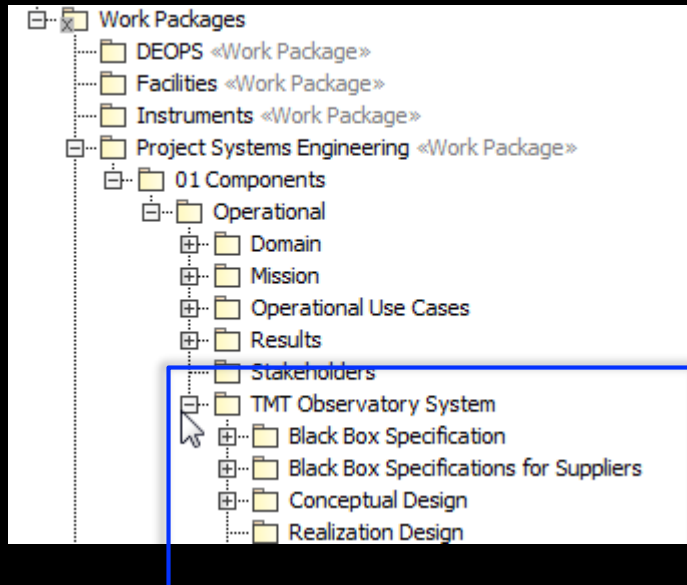 Work Packages
DEOPS «Work Package»
Facilities «Work Package»
Instruments «Work Package»
Project Systems Engineering «Work Package»
01 Components
Operational
Domain
Mission
Operational Use Cases
Results
Stakeholders
TMT Observatory System
Black Box Specification
Black Box Specifications for Suppliers
Conceptual Design
Realization Design